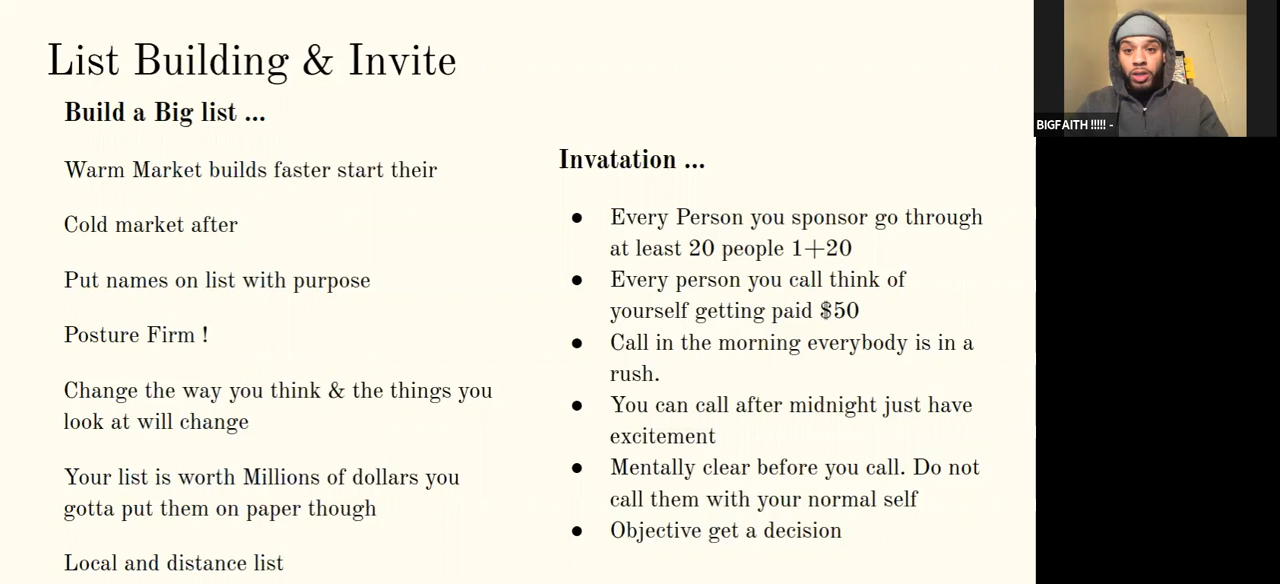 List Building & Invite
Build a Big list ...
Warm Market builds faster start their
Cold market after
Put names on list with purpose
Posture Firm !
Change the way you think & the things you
look at will change
Your list is worth Millions of dollars you
gotta put them on paper though
Local and distance list
Invatation ...
● Every Person you sponsor go through
at least 20 people 1+20
● Every person you call think of
yourself getting paid $50
● Call in the morning everybody is in a
rush.
● You can call after midnight just have
excitement
● Mentally clear before you call. Do not
call them with your normal self
● Objective get a decision
BIGFAITH !!!!! -